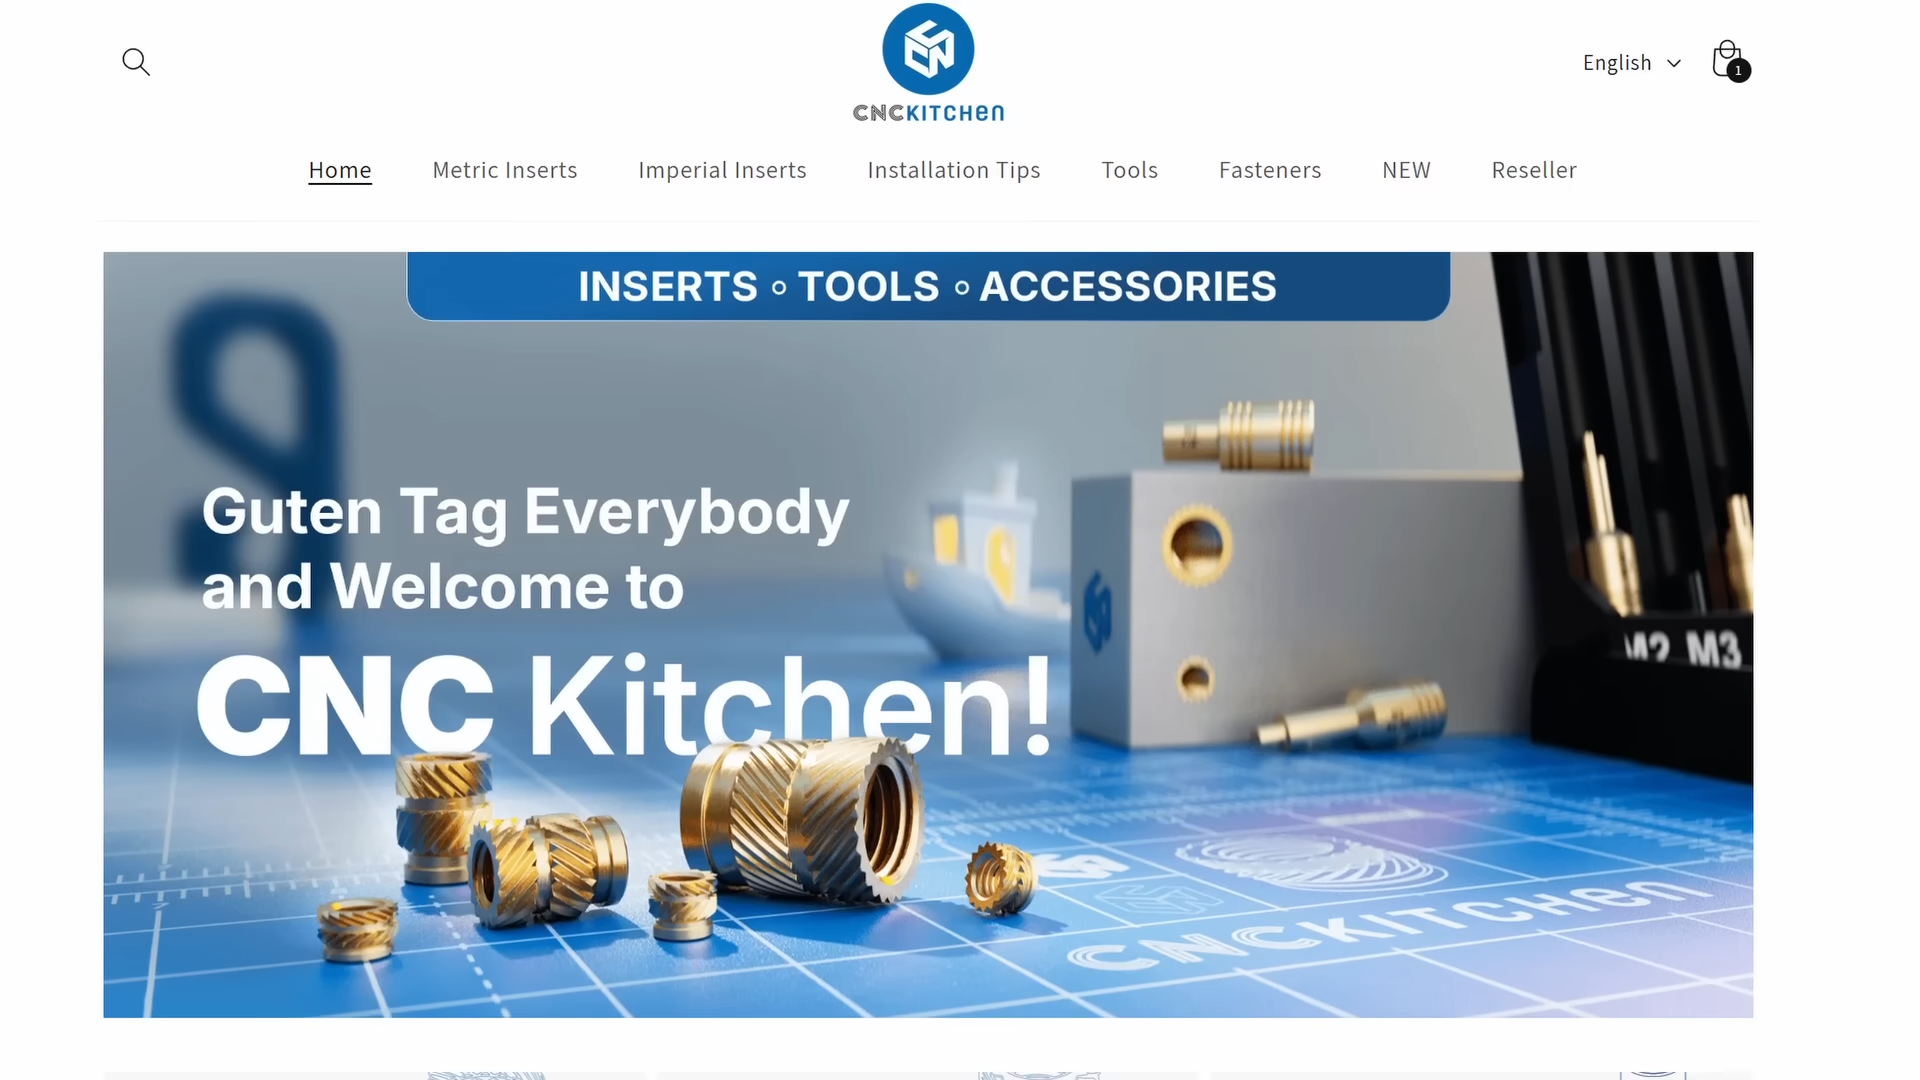 CNCKITCHEN
English
1
Home
Metric Inserts
Imperial Inserts
Installation Tips
Tools
Fasteners
NEW
Reseller
INSERTS ∘ TOOLS ∘ ACCESSORIES
Guten Tag Everybody
and Welcome to
CNC Kitchen!
M2 M3
CNCKITCHEN